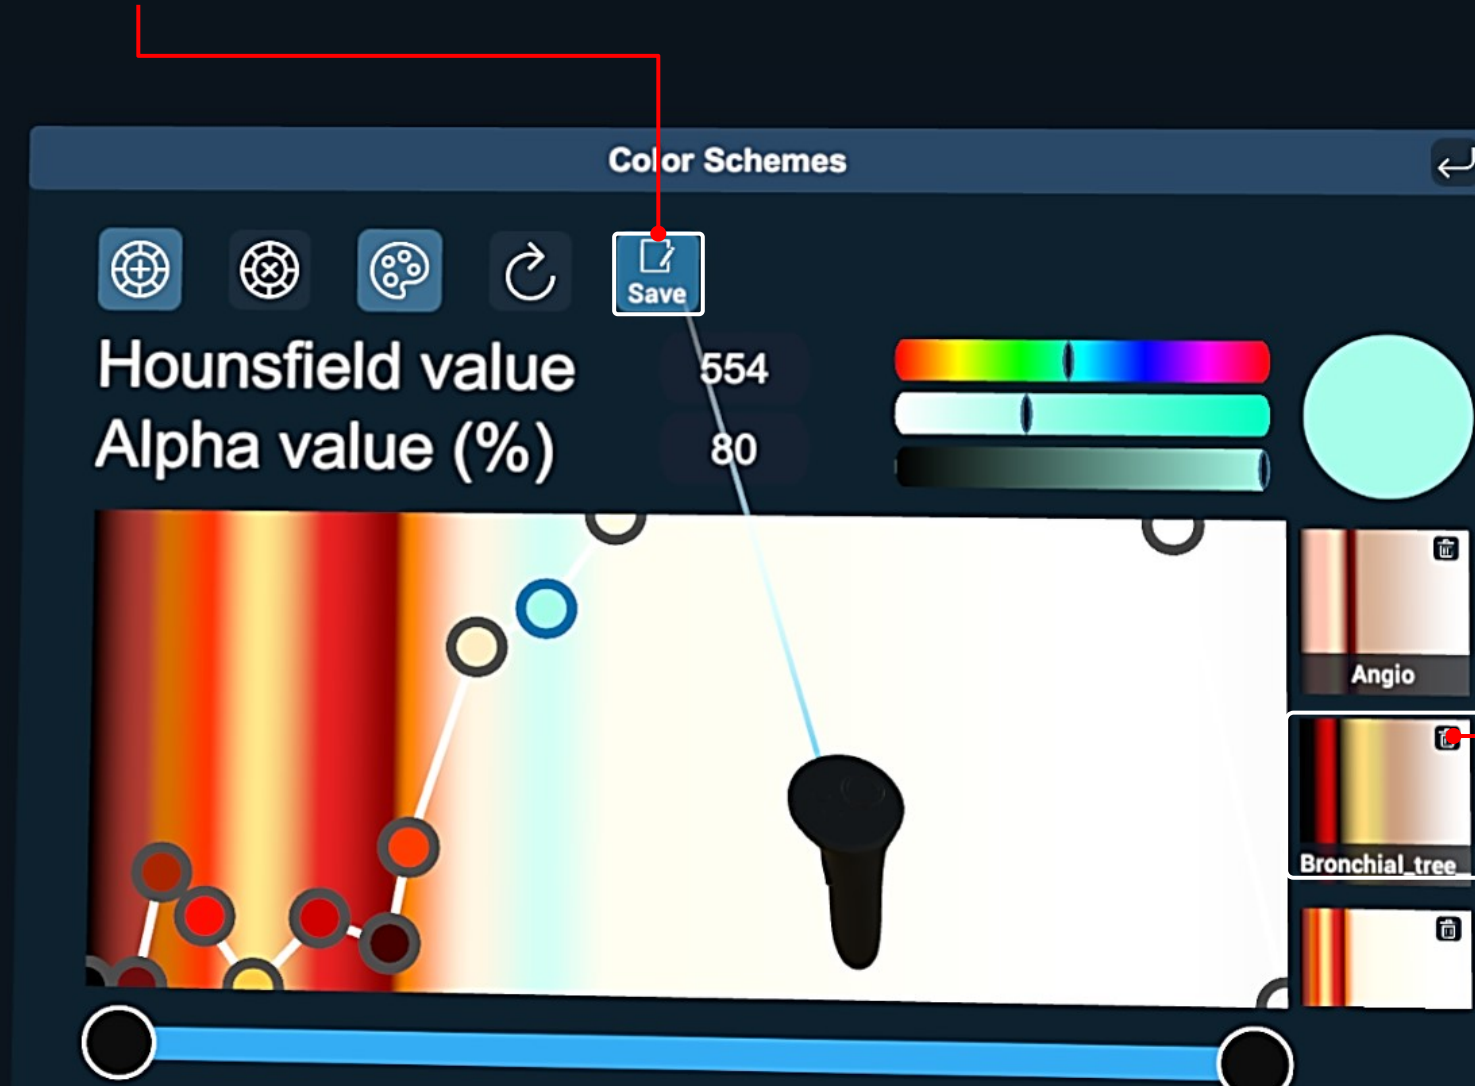 Color Schemes
Save
Hounsfield value 554
Alpha value (%) 80
Angio
Bronchial_tree